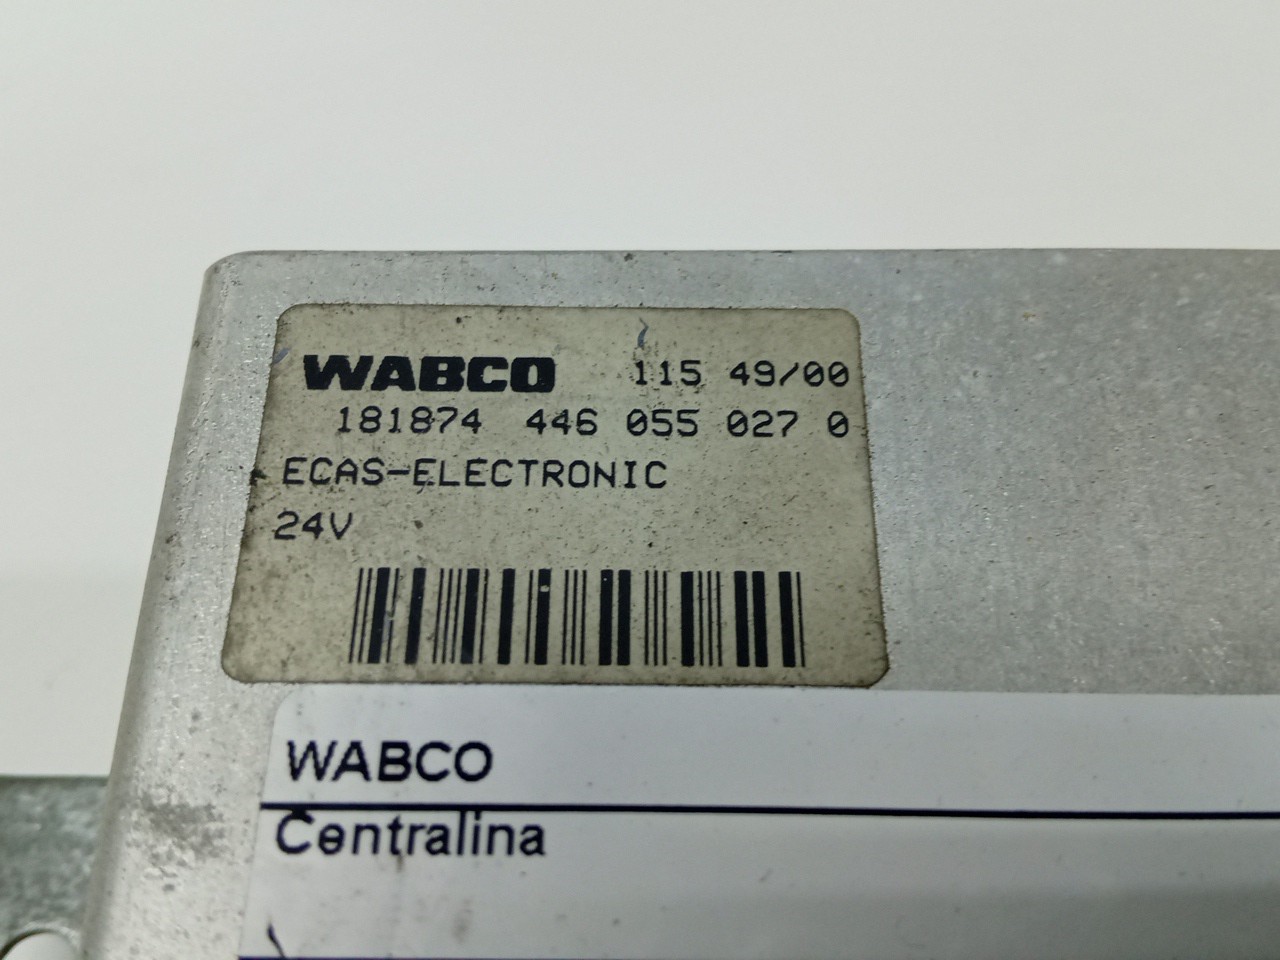 WABCO 115 49/00
181874 446 055 027 0
ECAS-ELECTRONIC
24V
WABCO
Centralina